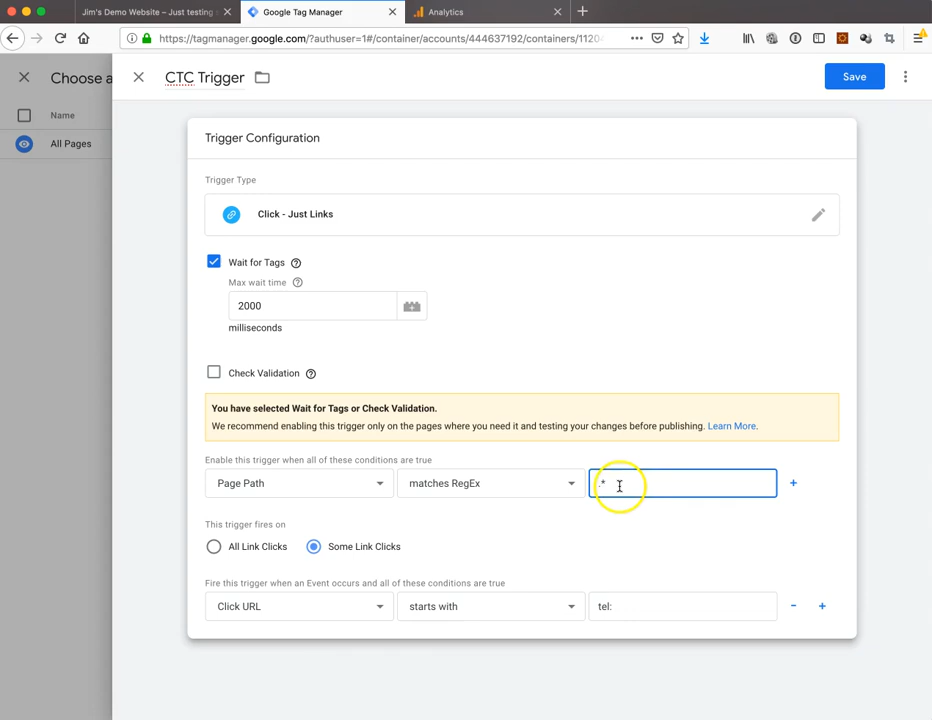 Jim's Demo Website – Just testing
Google Tag Manager
Analytics
https://tagmanager.google.com/?authuser=1#/container/accounts/444637192/containers/1120
Choose a
CTC Trigger
Save
Name
All Pages
Trigger Configuration
Trigger Type
Click - Just Links
Wait for Tags
Max wait time
2000
milliseconds
Check Validation
You have selected Wait for Tags or Check Validation.
We recommend enabling this trigger only on the pages where you need it and testing your changes before publishing. Learn More.
Enable this trigger when all of these conditions are true
Page Path
matches RegEx
.*
This trigger fires on
All Link Clicks
Some Link Clicks
Fire this trigger when an Event occurs and all of these conditions are true
Click URL
starts with
tel: